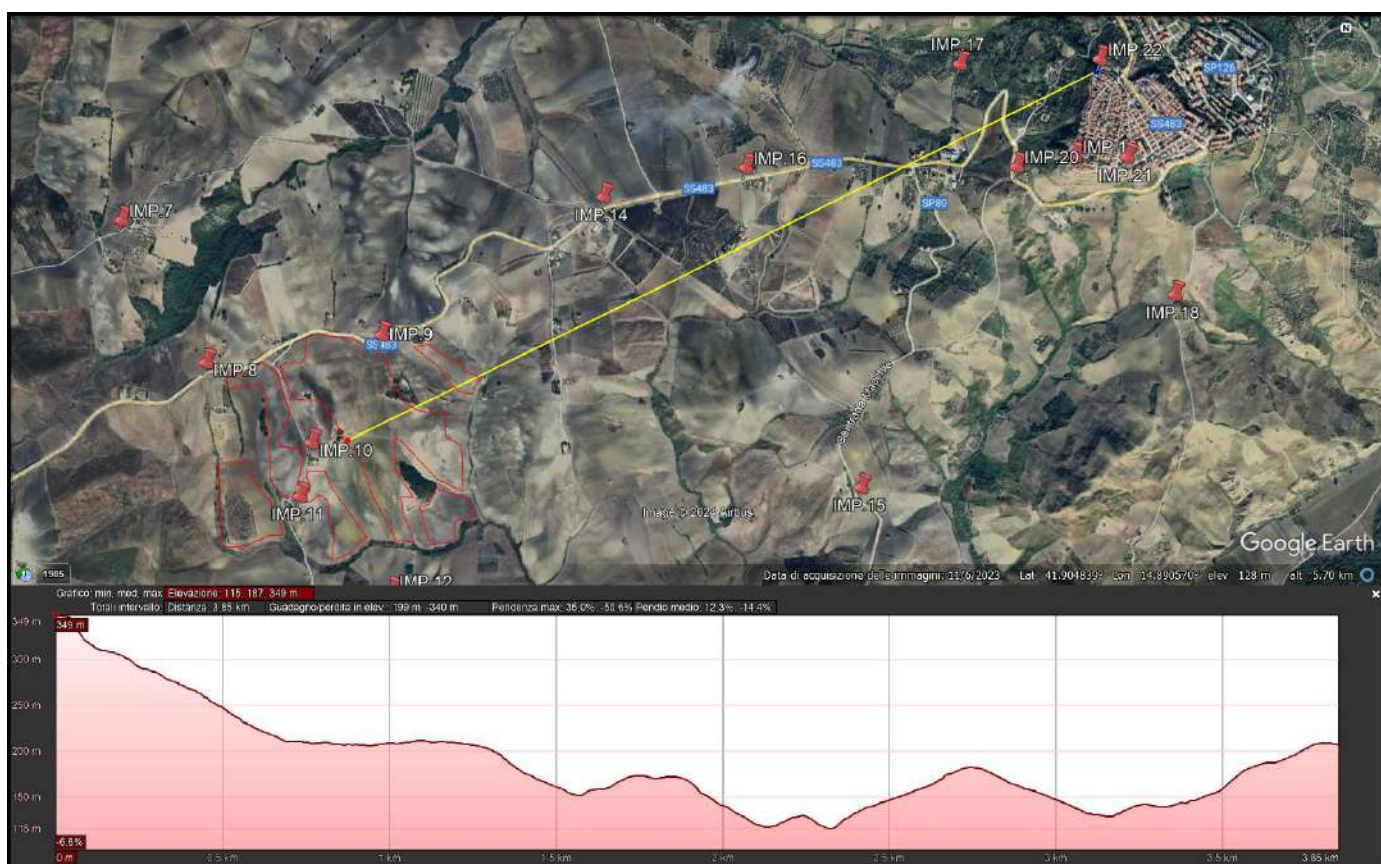 N
IMP.17
IMP.22
SP126
SS483
IMP.1
IMP.20
IMP.21
IMP.16
SS483
SS483
SP80
IMP.14
IMP.7
IMP.18
IMP.9
SS483
IMP.8
IMP.10
IMP.15
IMP.11
IMP.12
Image © 2024 Airbus
Google Earth
1985
Data di acquisizione delle immagini: 11/6/2023 Lat 41.904839° Lon 14.890570° elev 128 m alt 5.70 km
Grafico: min, med, max Elevazione: 115, 187, 349 m
Totali intervallo: Distanza: 3.85 km Guadagno/perdita in elev.: 199 m, -340 m Pendenza max: 35.0%, -50.6% Pendio medio: 12.3%, -14.4%
349 m
349 m
300 m
250 m
200 m
150 m
115 m
-6.6%
0 m
0.5 km
1 km
1.5 km
2 km
2.5 km
3 km
3.5 km
3.85 km